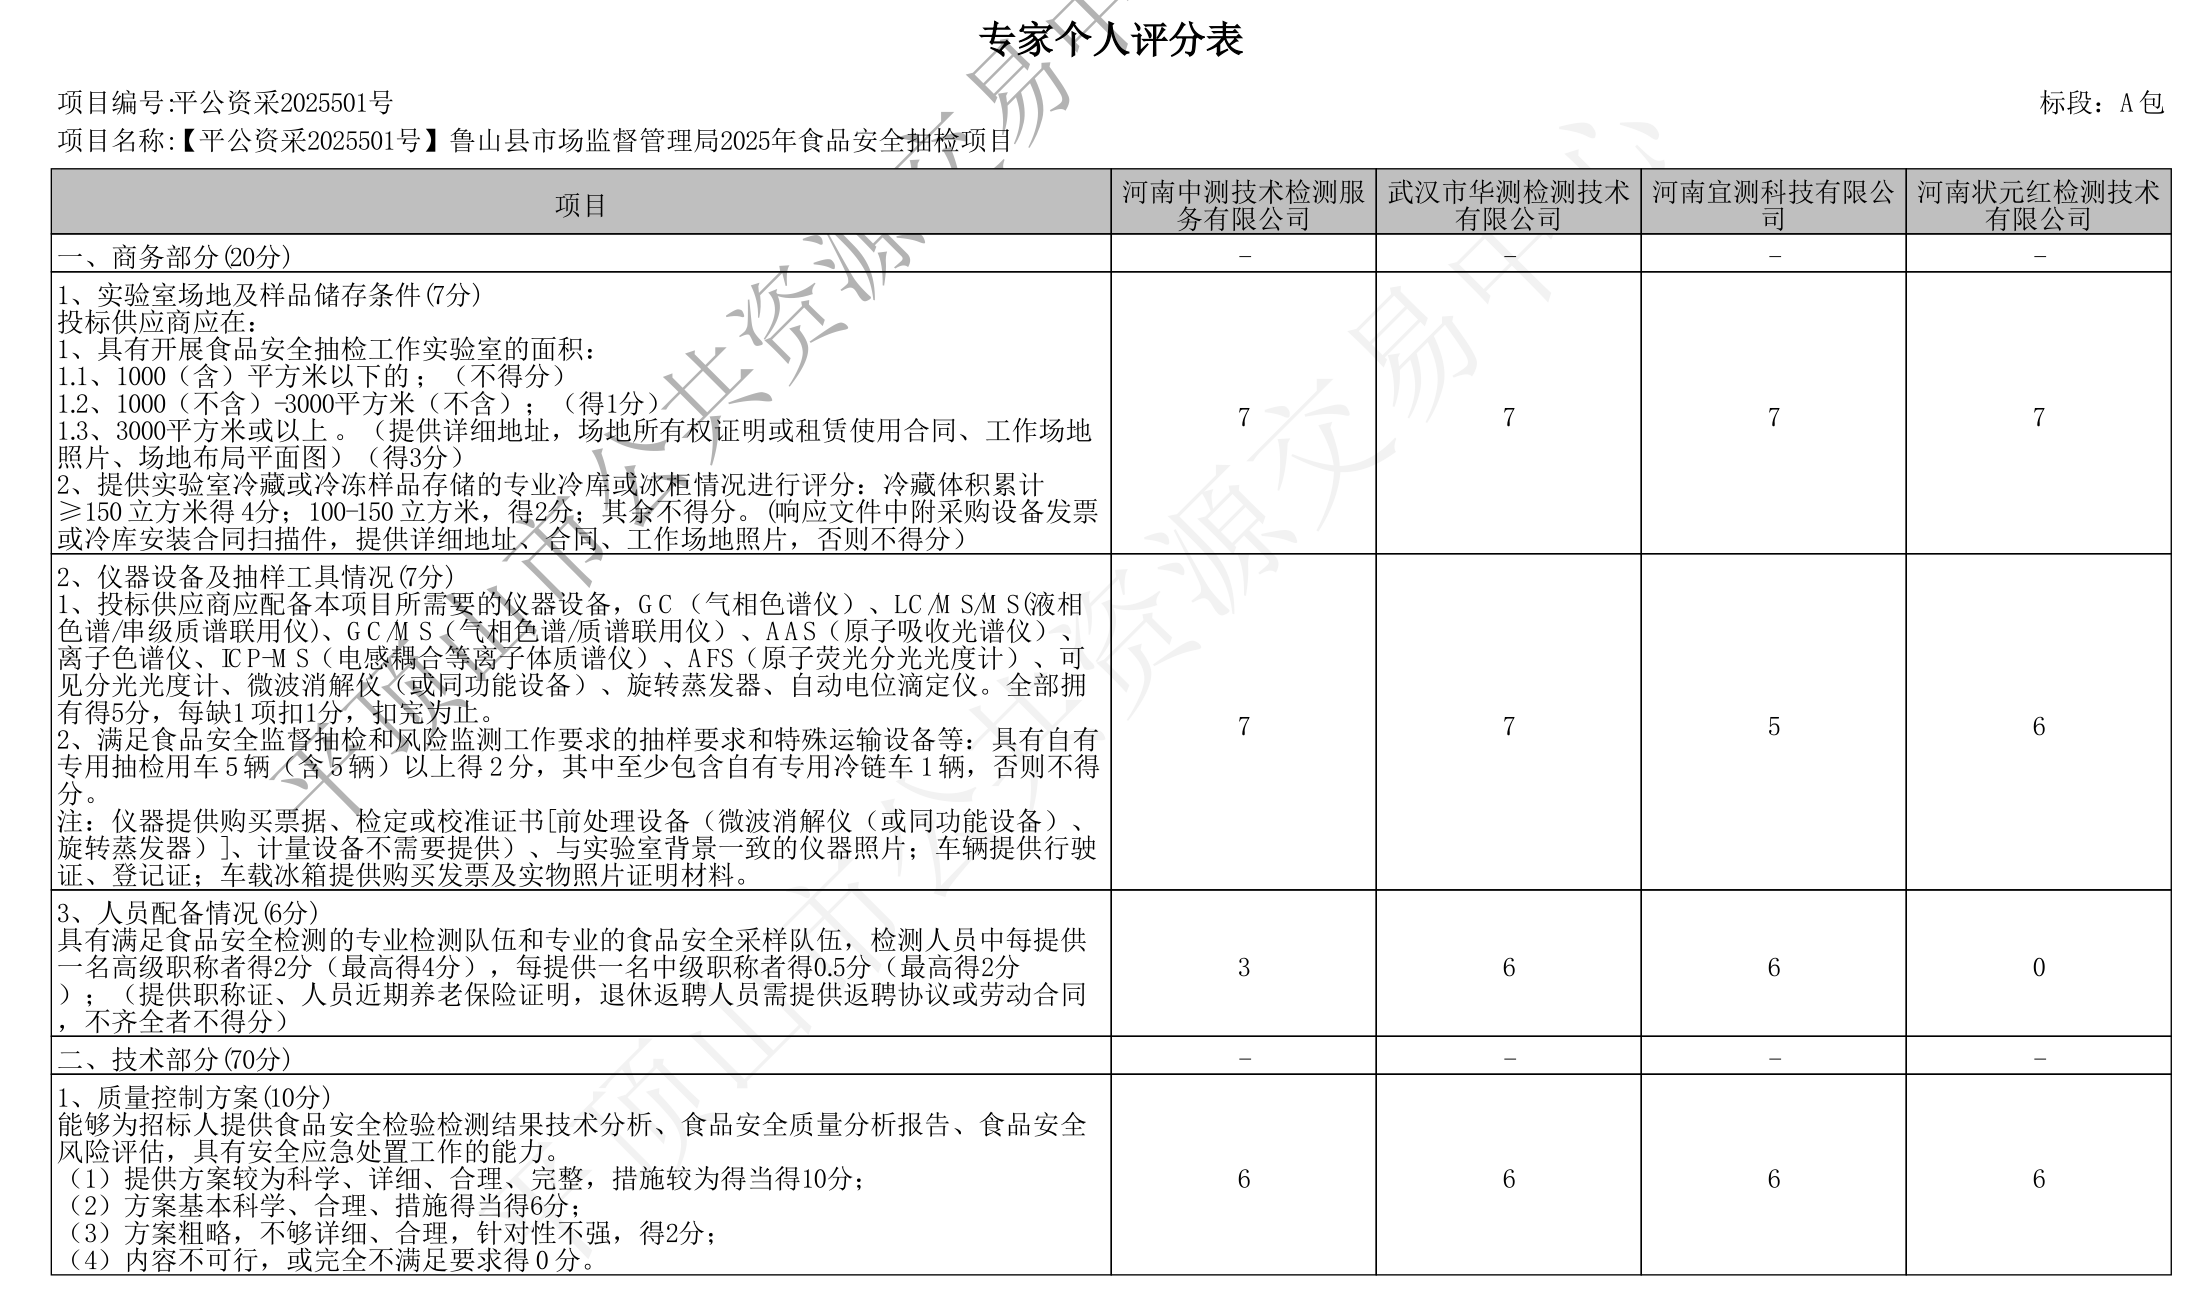 专家个人评分表
项目编号:平公资采2025501号
标段：A包
项目名称:【平公资采2025501号】鲁山县市场监督管理局2025年食品安全抽检项目
项目
河南中测技术检测服
务有限公司
武汉市华测检测技术
有限公司
河南宜测科技有限公
司
河南状元红检测技术
有限公司
一、商务部分(20分)
-
-
-
-
1、实验室场地及样品储存条件(7分)
投标供应商应在：
1、具有开展食品安全抽检工作实验室的面积：
1.1、1000（含）平方米以下的；（不得分）
1.2、1000（不含）-3000平方米（不含）；（得1分）
1.3、3000平方米或以上 。（提供详细地址，场地所有权证明或租赁使用合同、工作场地
照片、场地布局平面图）（得3分）
2、提供实验室冷藏或冷冻样品存储的专业冷库或冰柜情况进行评分：冷藏体积累计
≥150 立方米得 4分；100-150 立方米，得2分；其余不得分。(响应文件中附采购设备发票
或冷库安装合同扫描件，提供详细地址、合同、工作场地照片，否则不得分）
7
7
7
7
2、仪器设备及抽样工具情况(7分)
1、投标供应商应配备本项目所需要的仪器设备，GC（气相色谱仪）、LC/MS/MS(液相
色谱/串级质谱联用仪)、GC/MS（气相色谱/质谱联用仪）、AAS（原子吸收光谱仪）、
离子色谱仪、ICP-MS（电感耦合等离子体质谱仪）、AFS（原子荧光分光光度计）、可
见分光光度计、微波消解仪（或同功能设备）、旋转蒸发器、自动电位滴定仪。全部拥
有得5分，每缺1项扣1分，扣完为止。
2、满足食品安全监督抽检和风险监测工作要求的抽样要求和特殊运输设备等：具有自有
专用抽检用车 5 辆（含 5 辆）以上得 2 分，其中至少包含自有专用冷链车 1 辆，否则不得
分。
注：仪器提供购买票据、检定或校准证书[前处理设备（微波消解仪（或同功能设备）、
旋转蒸发器）]、计量设备不需要提供）、与实验室背景一致的仪器照片；车辆提供行驶
证、登记证；车载冰箱提供购买发票及实物照片证明材料。
7
7
5
6
3、人员配备情况(6分)
具有满足食品安全检测的专业检测队伍和专业的食品安全采样队伍，检测人员中每提供
一名高级职称者得2分（最高得4分），每提供一名中级职称者得0.5分（最高得2分
）；（提供职称证、人员近期养老保险证明，退休返聘人员需提供返聘协议或劳动合同
，不齐全者不得分）
3
6
6
0
二、技术部分(70分)
-
-
-
-
1、质量控制方案(10分)
能够为招标人提供食品安全检验检测结果技术分析、食品安全质量分析报告、食品安全
风险评估，具有安全应急处置工作的能力。
（1）提供方案较为科学、详细、合理、完整，措施较为得当得10分；
（2）方案基本科学、合理、措施得当得6分；
（3）方案粗略，不够详细、合理，针对性不强，得2分；
（4）内容不可行，或完全不满足要求得 0 分。
6
6
6
6
平顶山市公共资源交易中
平顶山市公共资源交易中心